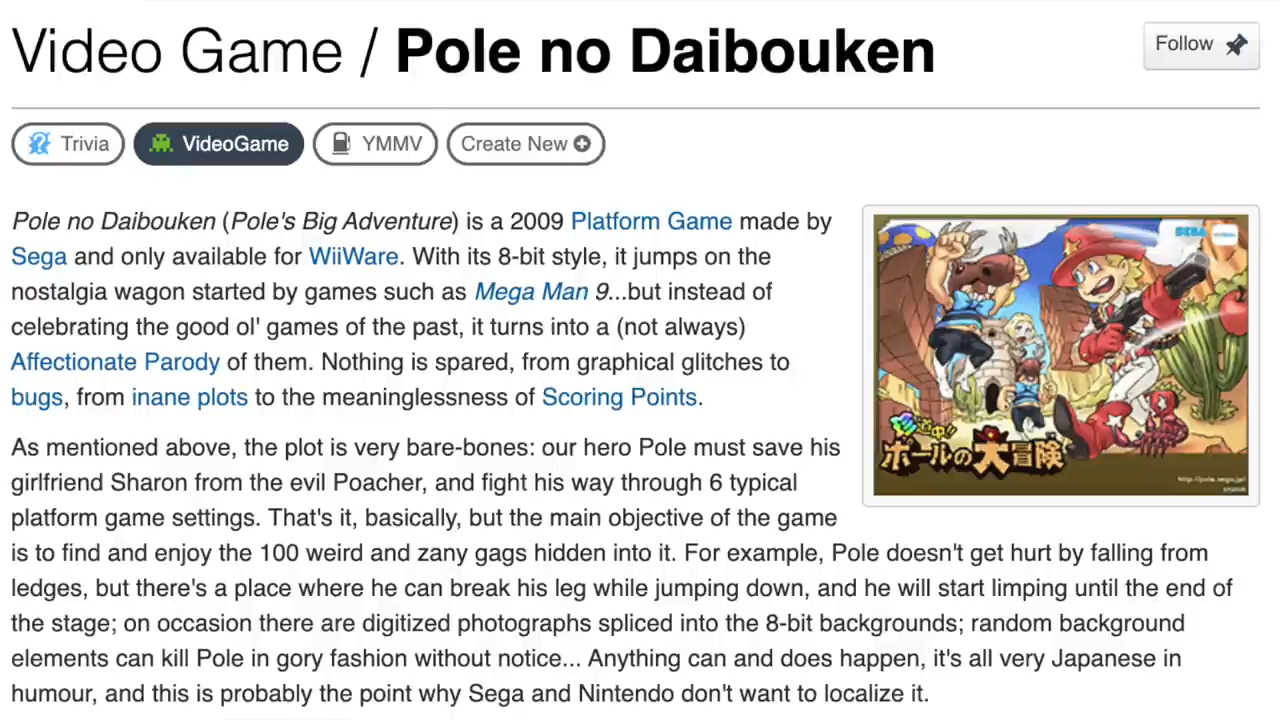 Video Game / Pole no Daibouken
Follow
Trivia
VideoGame
YMMV
Create New
Pole no Daibouken (Pole's Big Adventure) is a 2009 Platform Game made by
Sega and only available for WiiWare. With its 8-bit style, it jumps on the
nostalgia wagon started by games such as Mega Man 9...but instead of
celebrating the good ol' games of the past, it turns into a (not always)
Affectionate Parody of them. Nothing is spared, from graphical glitches to
bugs, from inane plots to the meaninglessness of Scoring Points.
SEGA
ポールの大冒険
As mentioned above, the plot is very bare-bones: our hero Pole must save his
girlfriend Sharon from the evil Poacher, and fight his way through 6 typical
platform game settings. That's it, basically, but the main objective of the game
is to find and enjoy the 100 weird and zany gags hidden into it. For example, Pole doesn't get hurt by falling from
ledges, but there's a place where he can break his leg while jumping down, and he will start limping until the end of
the stage; on occasion there are digitized photographs spliced into the 8-bit backgrounds; random background
elements can kill Pole in gory fashion without notice... Anything can and does happen, it's all very Japanese in
humour, and this is probably the point why Sega and Nintendo don't want to localize it.